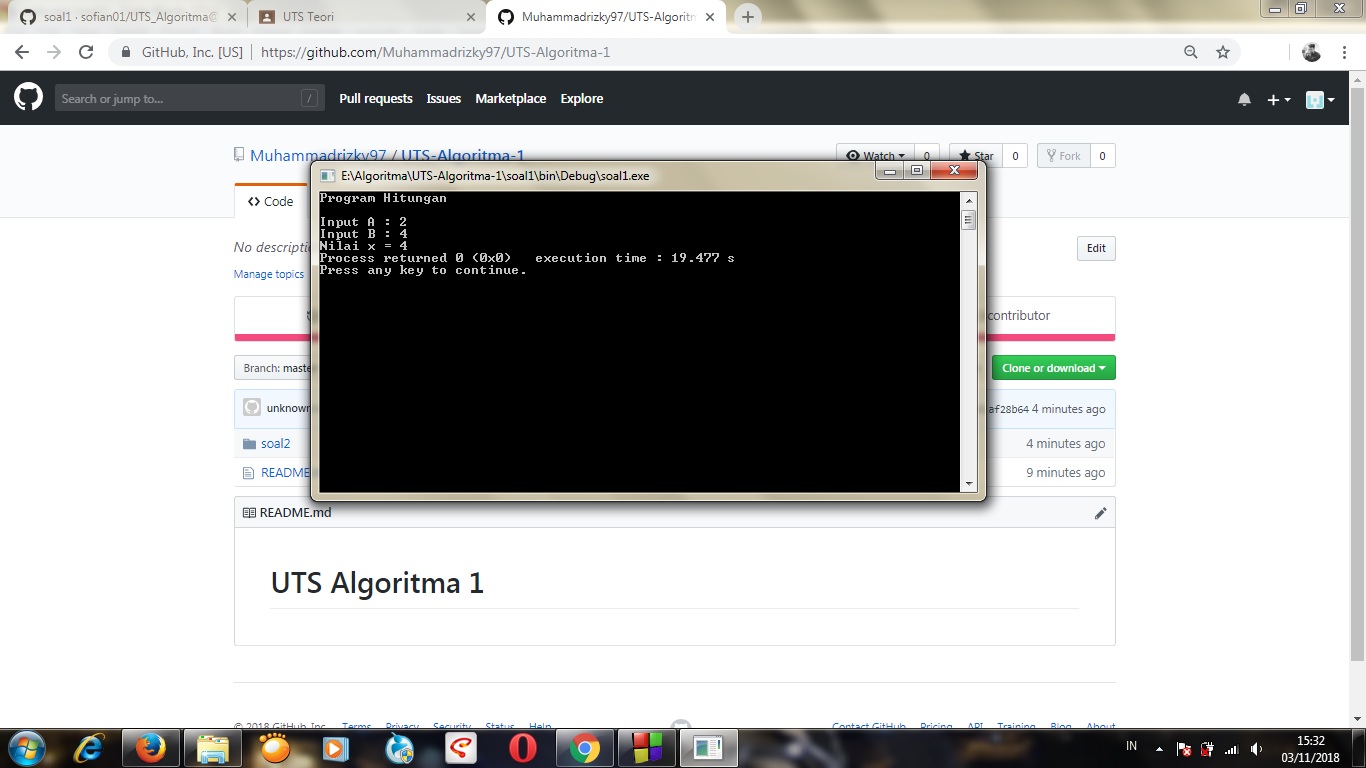 soal1 · sofian01/UTS_Algoritma@
UTS Teori
Muhammadrizky97/UTS-Algoritm
GitHub, Inc. [US]
https://github.com/Muhammadrizky97/UTS-Algoritma-1
Search or jump to...
/
Pull requests
Issues
Marketplace
Explore
Muhammadrizky97 / UTS-Algoritma-1
Watch
0
Star
0
Fork
0
E:\Algoritma\UTS-Algoritma-1\soal1\bin\Debug\soal1.exe
Code
Program Hitungan
Input A : 2
Input B : 4
Nilai x = 4
Process returned 0 (0x0)   execution time : 19.477 s
Press any key to continue.
No descripti
Edit
Manage topics
contributor
Branch: maste
Clone or download
unknown
af28b64 4 minutes ago
soal2
4 minutes ago
README
9 minutes ago
README.md
UTS Algoritma 1
© 2018 GitHub, Inc.
Terms
Privacy
Security
Status
Help
Contact GitHub
Pricing
API
Training
Blog
About
IN
15:32
03/11/2018